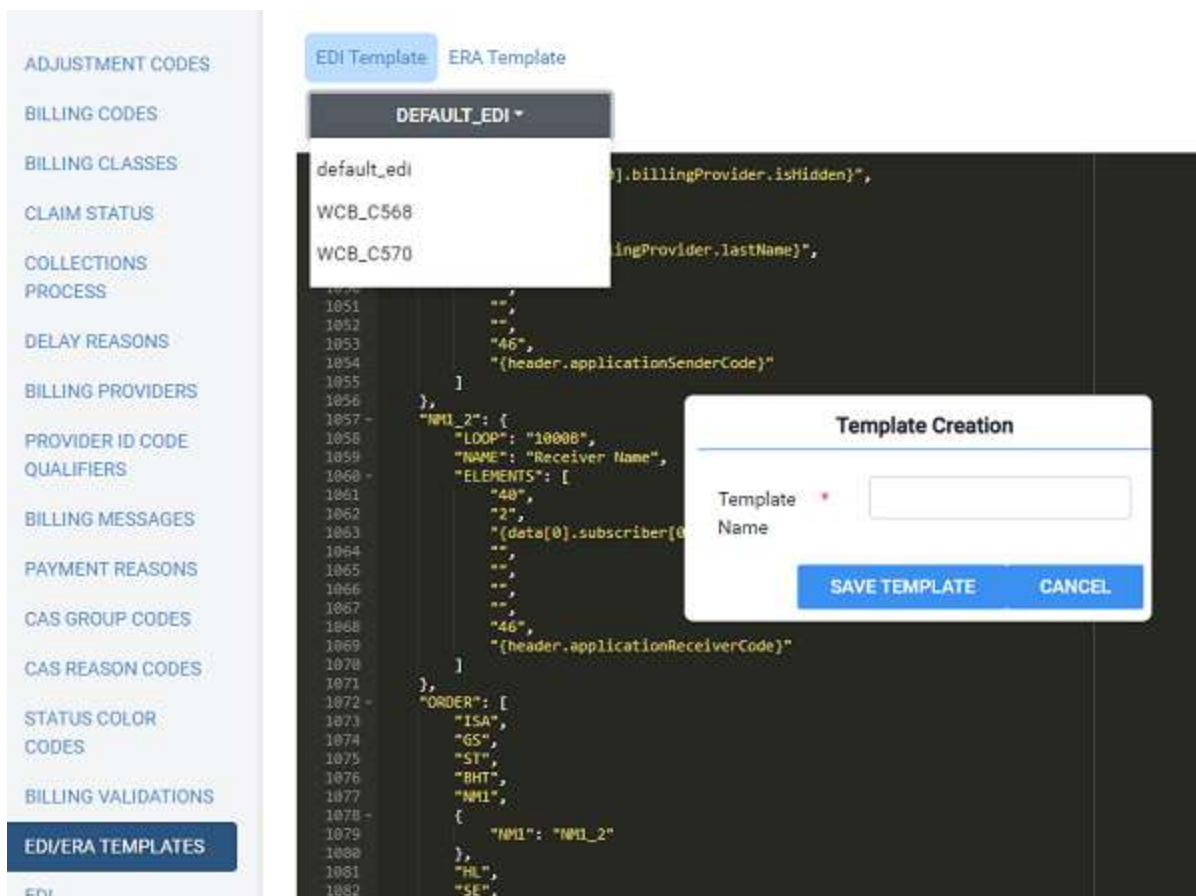 ADJUSTMENT CODES
BILLING CODES
BILLING CLASSES
CLAIM STATUS
COLLECTIONS
PROCESS
DELAY REASONS
BILLING PROVIDERS
PROVIDER ID CODE
QUALIFIERS
BILLING MESSAGES
PAYMENT REASONS
CAS GROUP CODES
CAS REASON CODES
STATUS COLOR
CODES
BILLING VALIDATIONS
EDI/ERA TEMPLATES
EDI
EDI Template ERA Template
DEFAULT_EDI
default_edi
WCB_C568
WCB_C570
].billingProvider.isHidden}",
ingProvider.lastName}",
1050 ",
1051 "",
1052 "",
1053 "46",
1054 "{header.applicationSenderCode}"
1055 ]
1056 },
1057 - "NM1_2": {
1058 "LOOP": "1000B",
1059 "NAME": "Receiver Name",
1060 - "ELEMENTS": [
1061 "40",
1062 "2",
1063 "{data[0].subscriber[0
1064 "",
1065 "",
1066 "",
1067 "",
1068 "46",
1069 "{header.applicationReceiverCode}"
1070 ]
1071 },
1072 - "ORDER": [
1073 "ISA",
1074 "GS",
1075 "ST",
1076 "BHT",
1077 "NM1",
1078 - {
1079 "NM1": "NM1_2"
1080 },
1081 "HL",
1082 "SE",
Template Creation
Template *
Name
SAVE TEMPLATE CANCEL